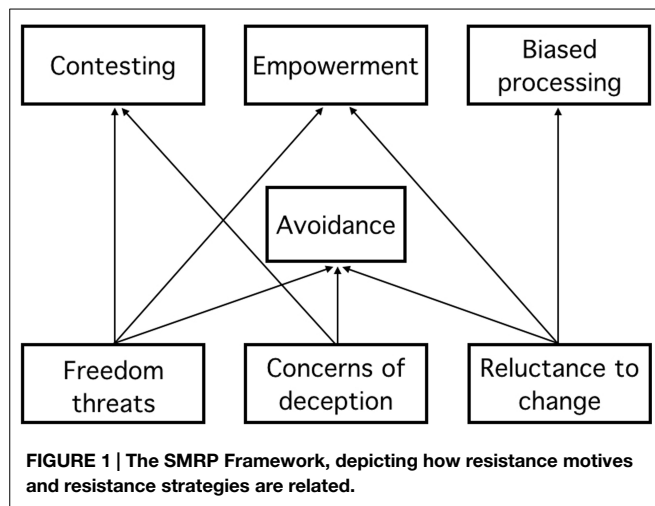 Contesting
Empowerment
Biased
processing
Avoidance
Freedom
threats
Concerns of
deception
Reluctance to
change
FIGURE 1 | The SMRP Framework, depicting how resistance motives
and resistance strategies are related.